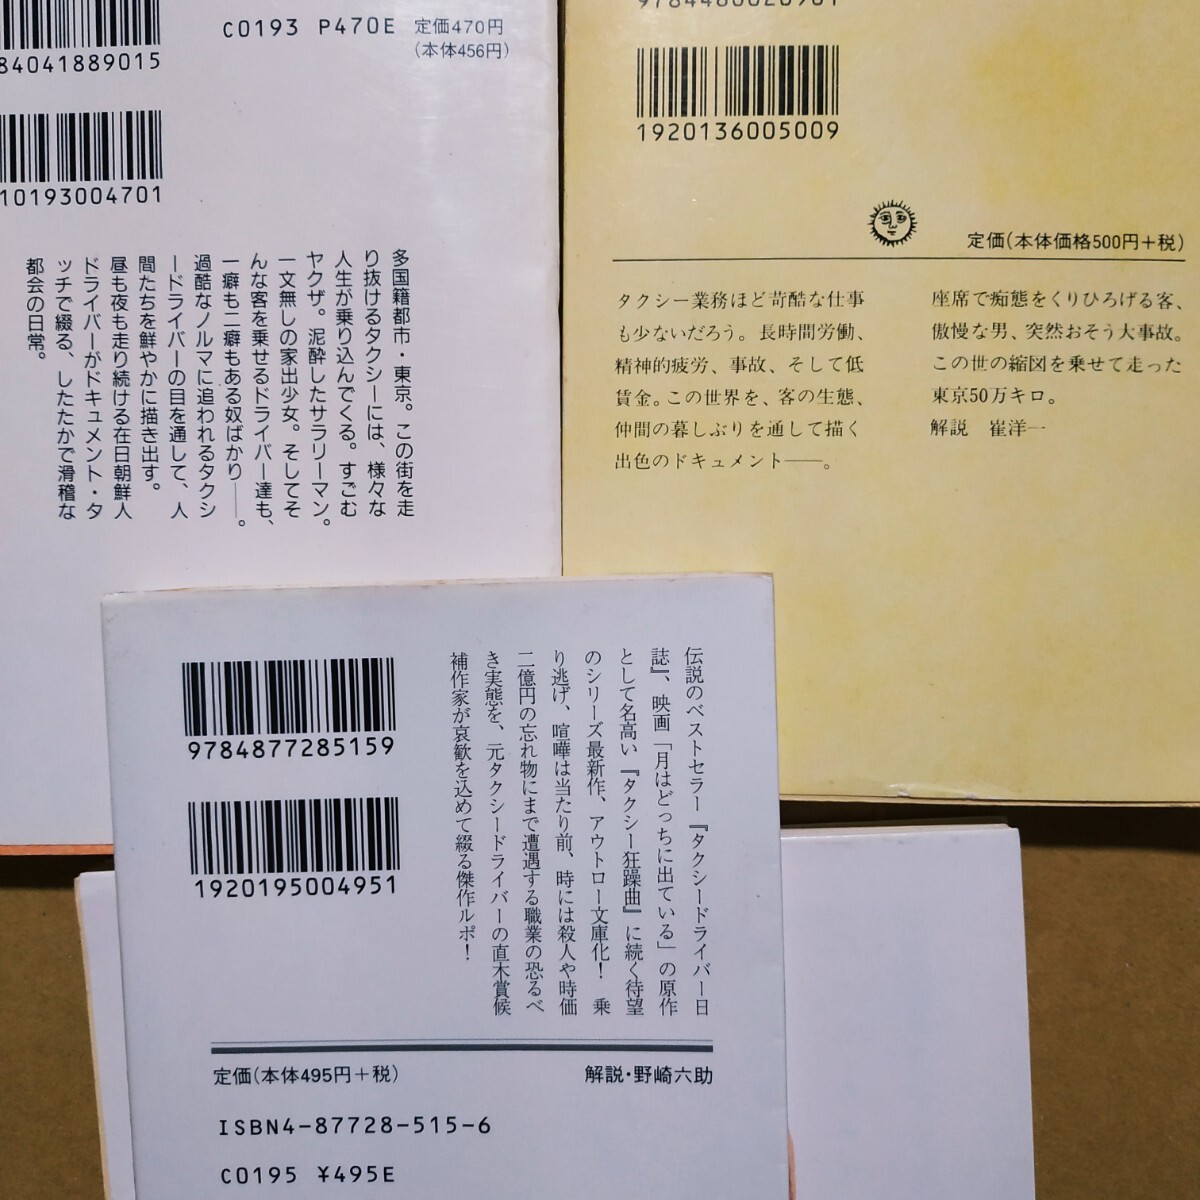 C0193 P470E 定価470円
(本体456円)
84041889015
10193004701
多国籍都市・東京。この街を走
り抜けるタクシーには、様々な
人生が乗り込んでくる。すごむ
ヤクザ。泥酔したサラリーマン。
一文無しの家出少女。そしてそ
んな客を乗せるドライバー達も、
一癖も二癖もある奴ばかり――。
過酷なノルマに追われるタクシ
ードライバーの目を通して、人
間たちを鮮やかに描き出す。
昼も夜も走り続ける在日朝鮮人
ドライバーがドキュメント・タ
ッチで綴る、したたかで滑稽な
都会の日常。
9784480020901
1920136005009
定価(本体価格500円+税)
タクシー業務ほど苛酷な仕事
も少ないだろう。長時間労働、
精神的疲労、事故、そして低
賃金。この世界を、客の生態、
仲間の暮しぶりを通して描く
出色のドキュメント――。
座席で痴態をくりひろげる客、
傲慢な男、突然おそう大事故。
この世の縮図を乗せて走った
東京50万キロ。
解説 崔洋一
9784877285159
1920195004951
伝説のベストセラー『タクシードライバー日
誌』、映画「月はどっちに出ている」の原作
として名高い『タクシー狂躁曲』に続く待望
のシリーズ最新作、アウトロー文庫化! 乗
り逃げ、喧嘩は当たり前、時には殺人や時価
二億円の忘れ物にまで遭遇する職業の恐るべ
き実態を、元タクシードライバーの直木賞候
補作家が哀歓を込めて綴る傑作ルポ!
定価(本体495円+税)
解説・野崎六助
ISBN4-87728-515-6
C0195 ¥495E